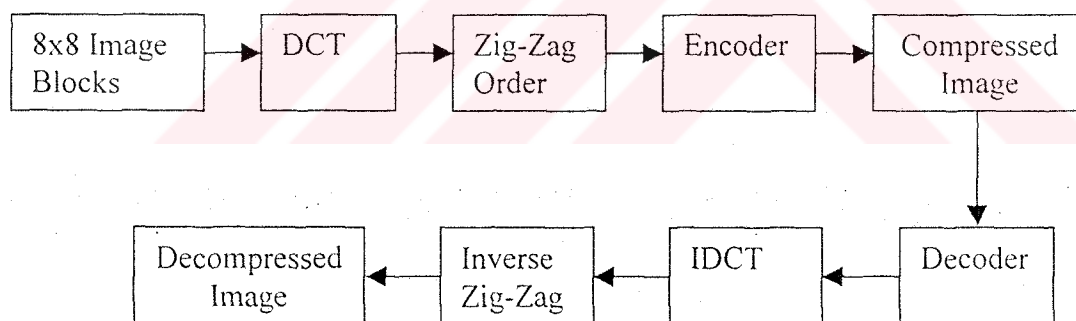 8x8 Image
Blocks
DCT
Zig-Zag
Order
Encoder
Compressed
Image
Decompressed
Image
Inverse
Zig-Zag
IDCT
Decoder